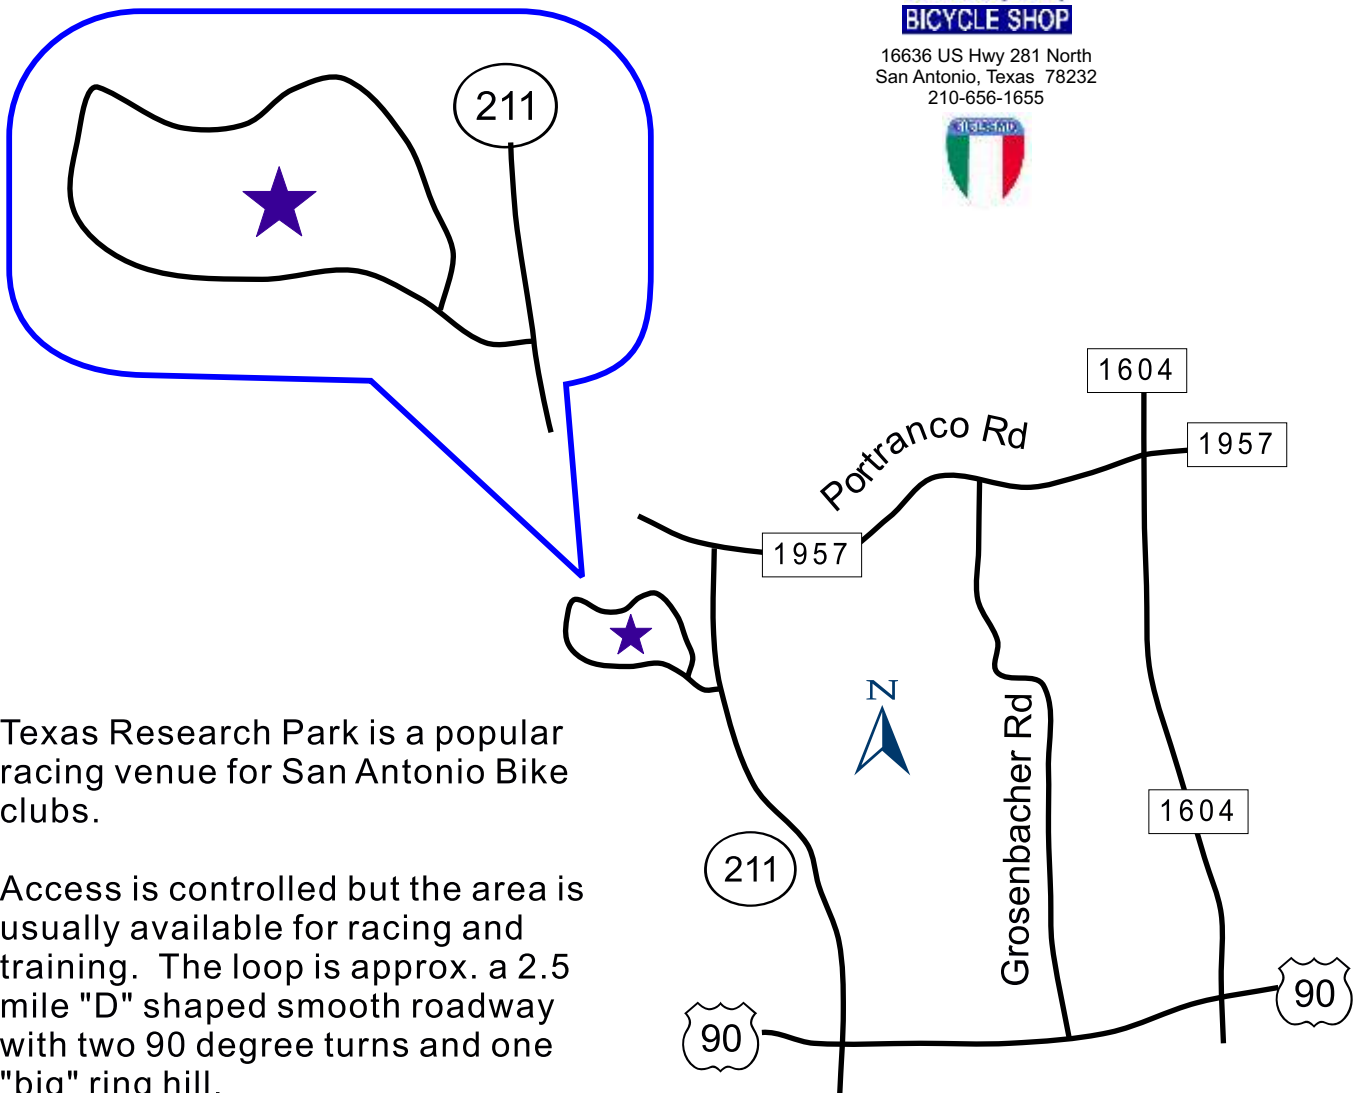 BICYCLE SHOP
16636 US Hwy 281 North
San Antonio, Texas  78232
210-656-1655
211
1604
1957
Portranco Rd
1957
N
Grosenbacher Rd
1604
211
90
90
Texas Research Park is a popular
racing venue for San Antonio Bike
clubs.
Access is controlled but the area is
usually available for racing and
training.  The loop is approx. a 2.5
mile "D" shaped smooth roadway
with two 90 degree turns and one
"big" ring hill.